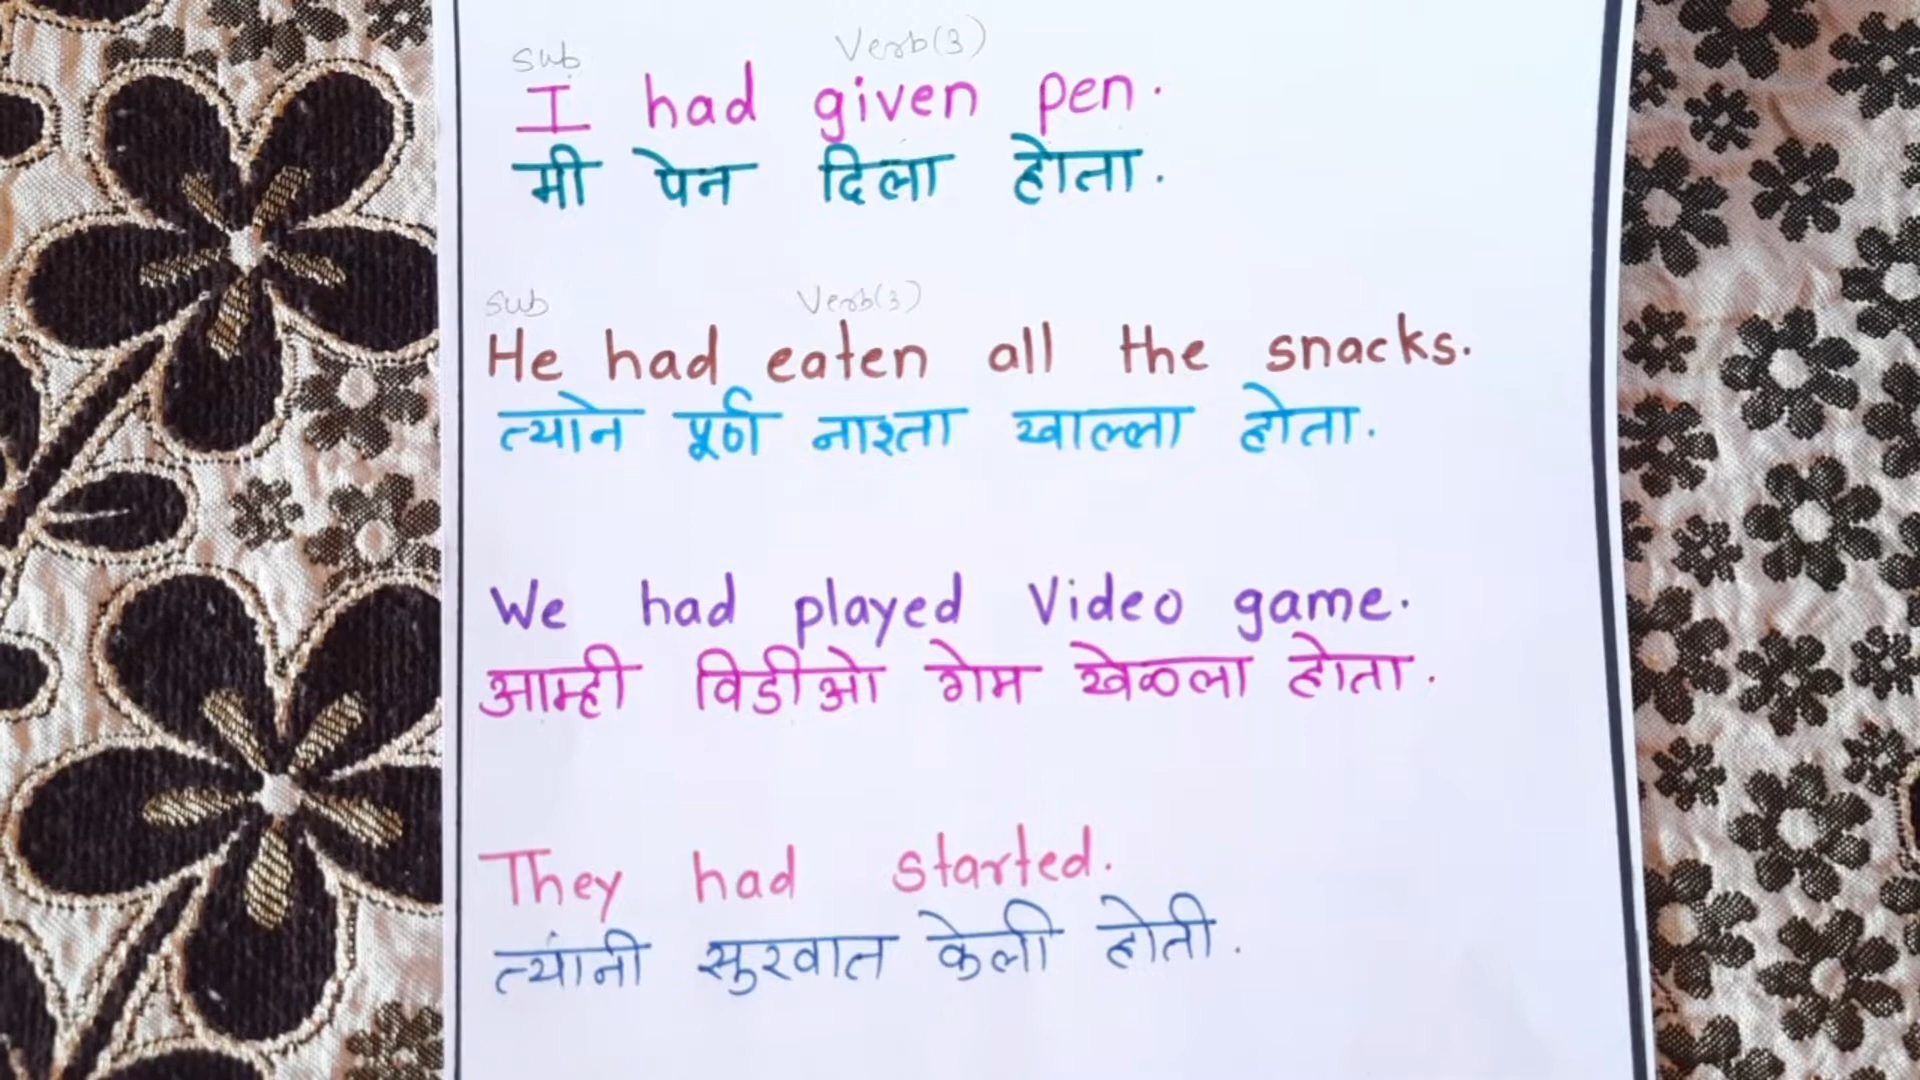 sub Verb(3)
I had given pen.
मी पेन दिला होता.
sub Verb(3)
He had eaten all the snacks.
त्याने पूर्ण नाश्ता खाल्ला होता.
We had played Video game.
आम्ही विडीओ गेम खेळला होता.
They had started.
त्यांनी सुरवात केली होती.